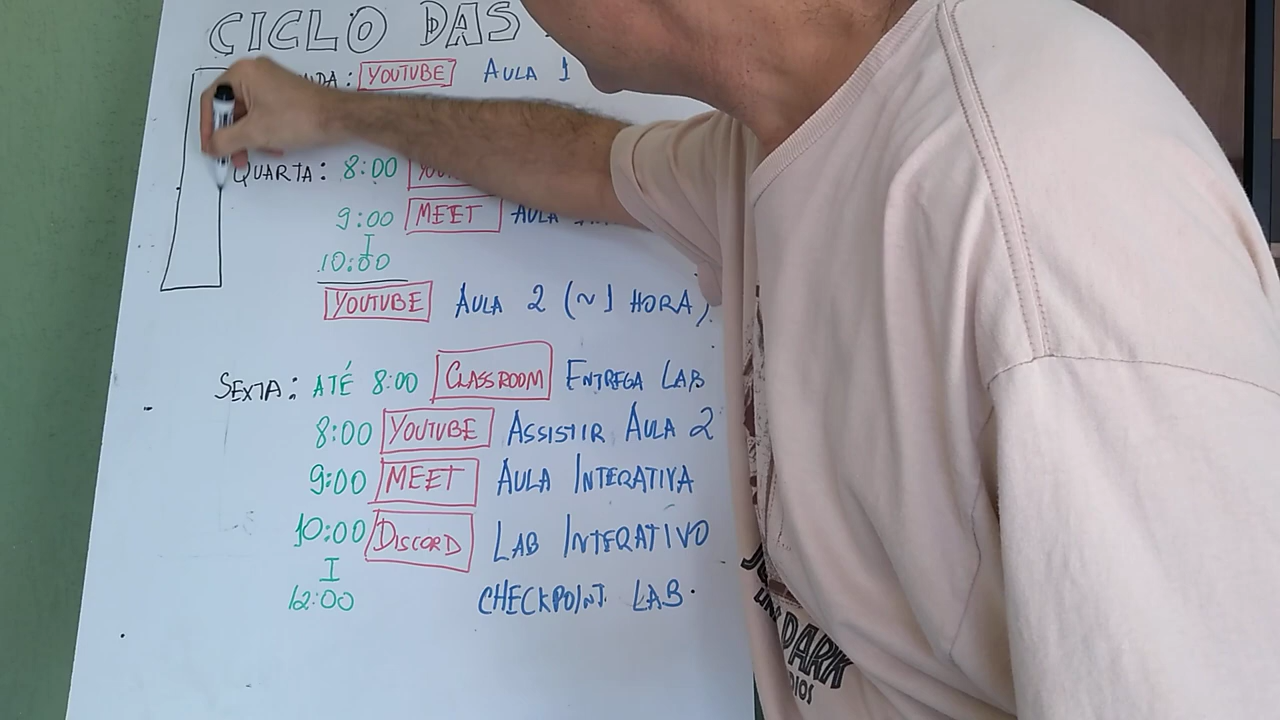 CICLO DAS
YOUTUBE AULA 1
QUARTA: 8:00
9:00 MEET AULA
I
10:00
YOUTUBE AULA 2 (~1 HORA).
SEXTA: ATÉ 8:00 CLASSROOM ENTREGA LAB
8:00 YOUTUBE ASSISTIR AULA 2
9:00 MEET AULA INTERATIVA
10:00 DISCORD LAB INTERATIVO
I
12:00 CHECKPOINT LAB.
PARK